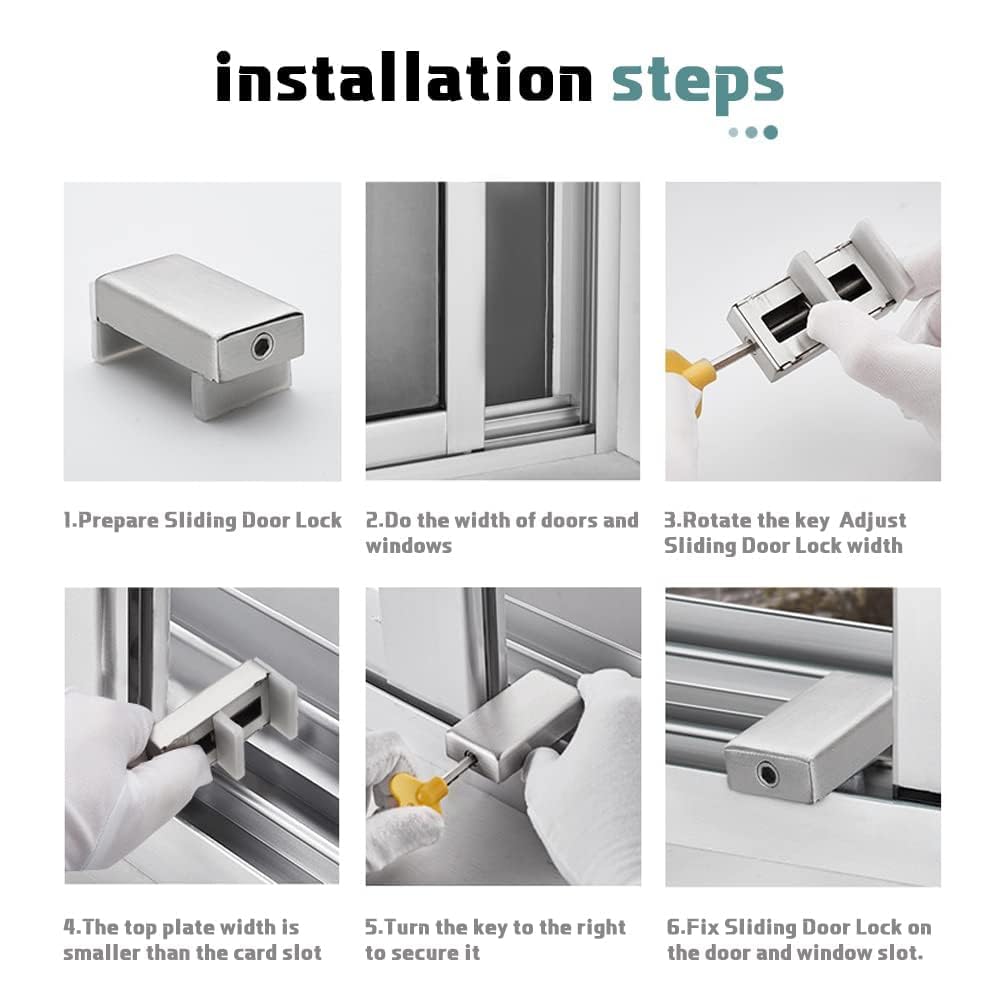 installation steps
1.Prepare Sliding Door Lock
2.Do the width of doors and
windows
3.Rotate the key Adjust
Sliding Door Lock width
4.The top plate width is
smaller than the card slot
5.Turn the key to the right
to secure it
6.Fix Sliding Door Lock on
the door and window slot.